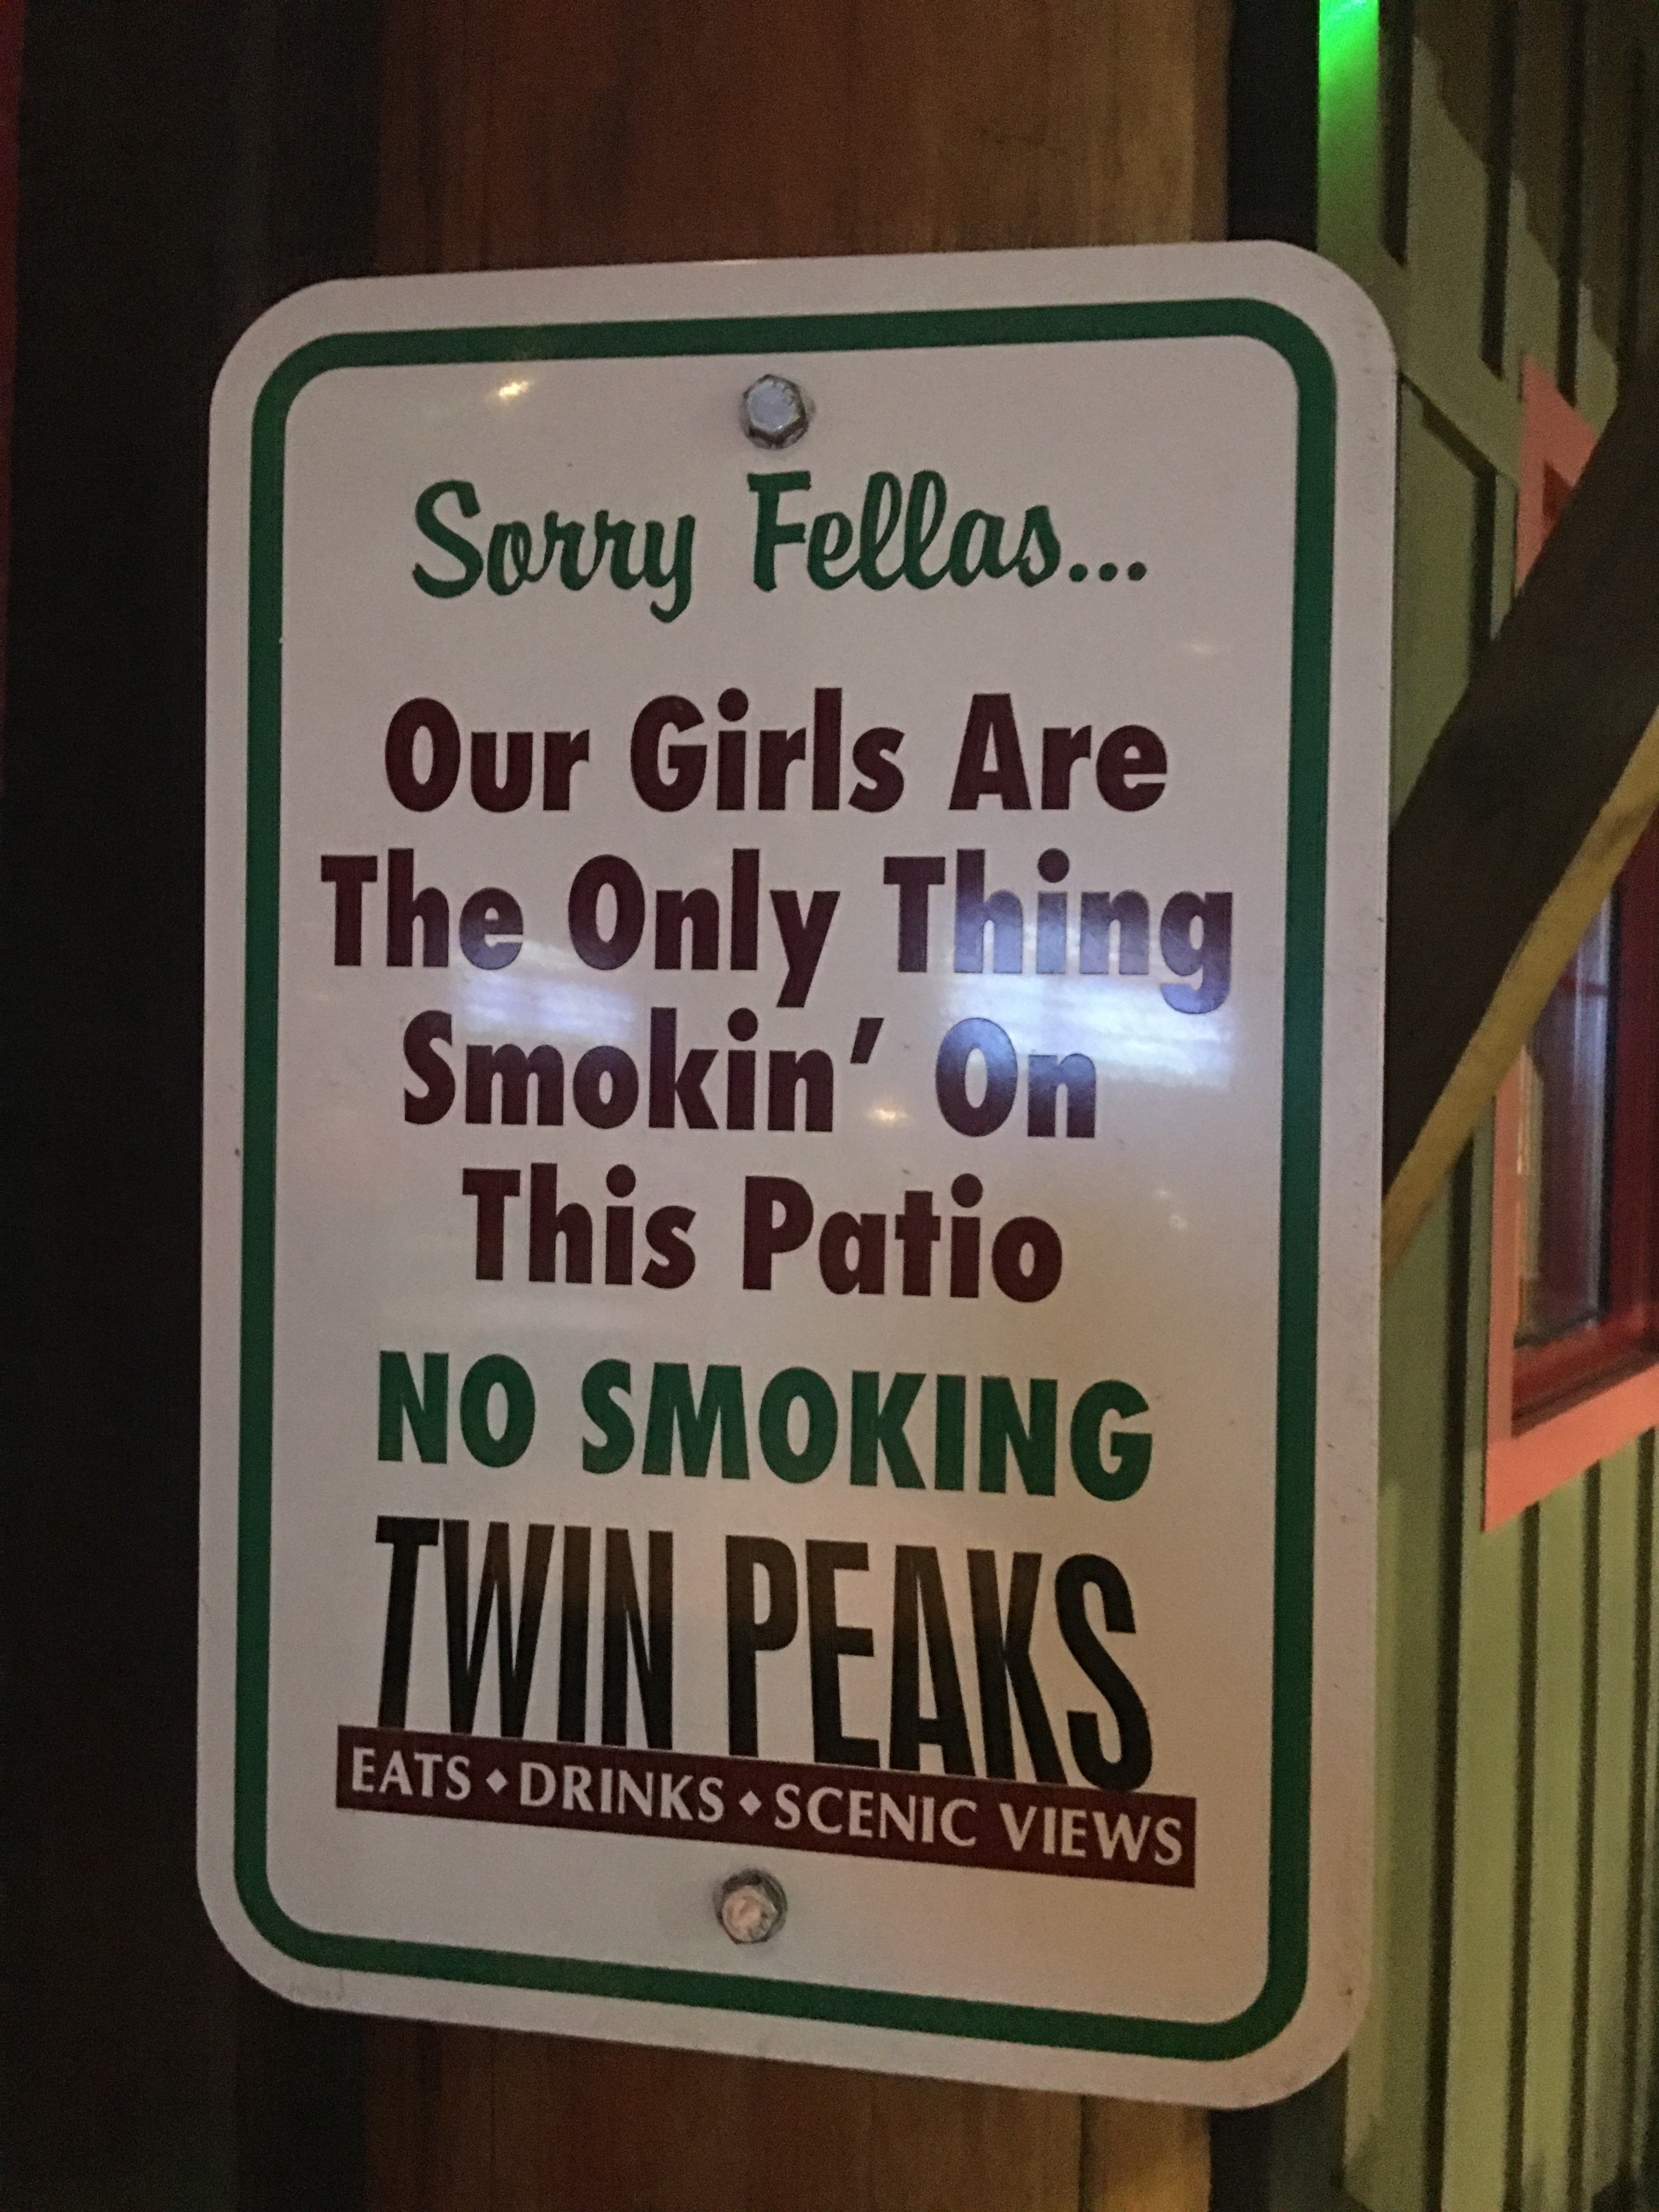 Sorry Fellas...
Our Girls Are
The Only Thing
Smokin' On
This Patio
NO SMOKING
TWIN PEAKS
EATS ◆ DRINKS ◆ SCENIC VIEWS